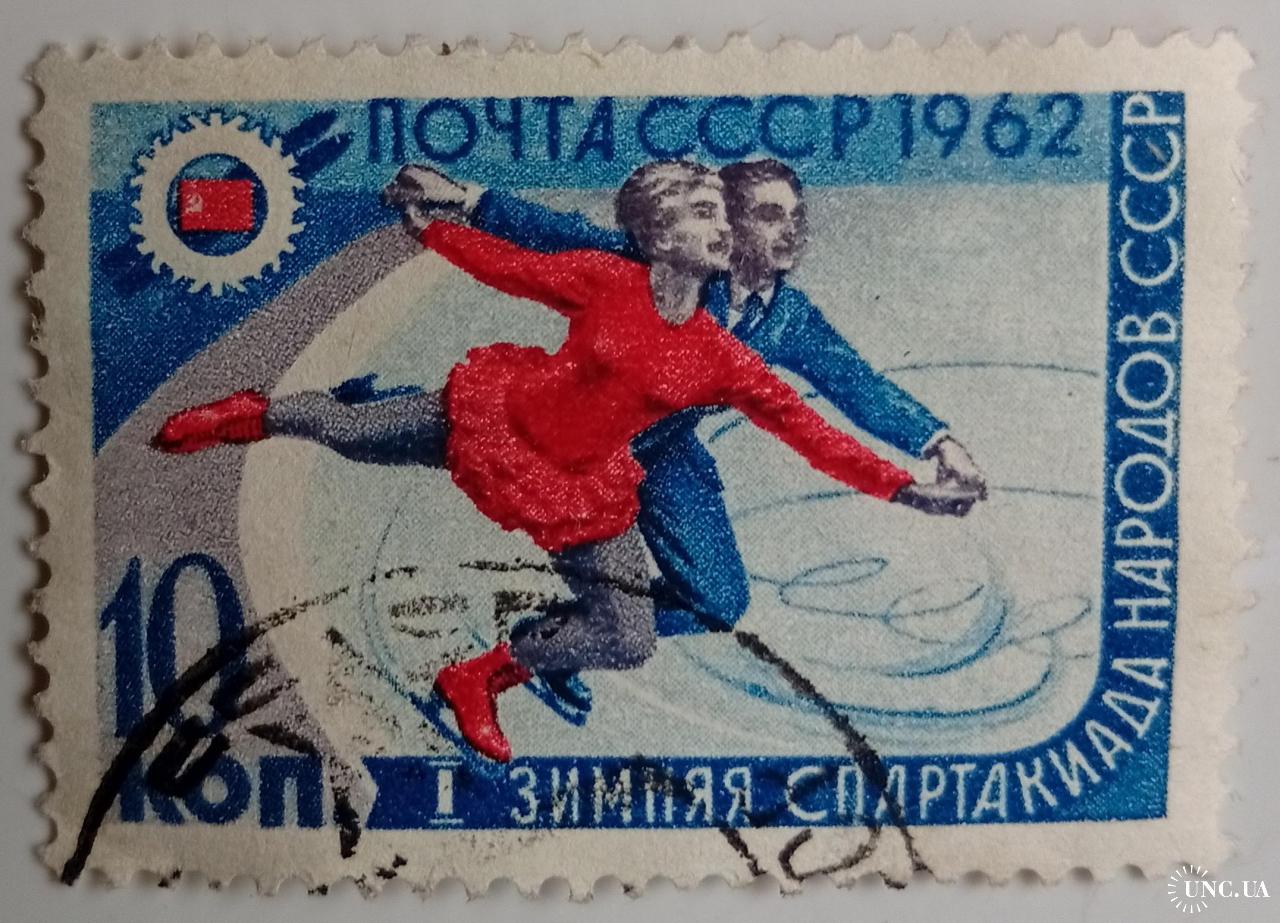 ПОЧТА СССР 1962
10
коп
I ЗИМНЯЯ СПАРТАКИАДА НАРОДОВ СССР
UNC.UA